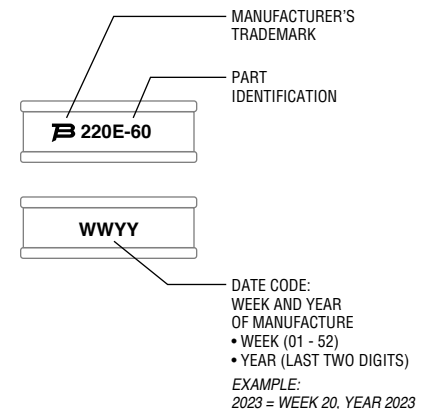 MANUFACTURER'S
TRADEMARK
PART
IDENTIFICATION
B 220E-60
WWYY
DATE CODE:
WEEK AND YEAR
OF MANUFACTURE
• WEEK (01 - 52)
• YEAR (LAST TWO DIGITS)
EXAMPLE:
2023 = WEEK 20, YEAR 2023